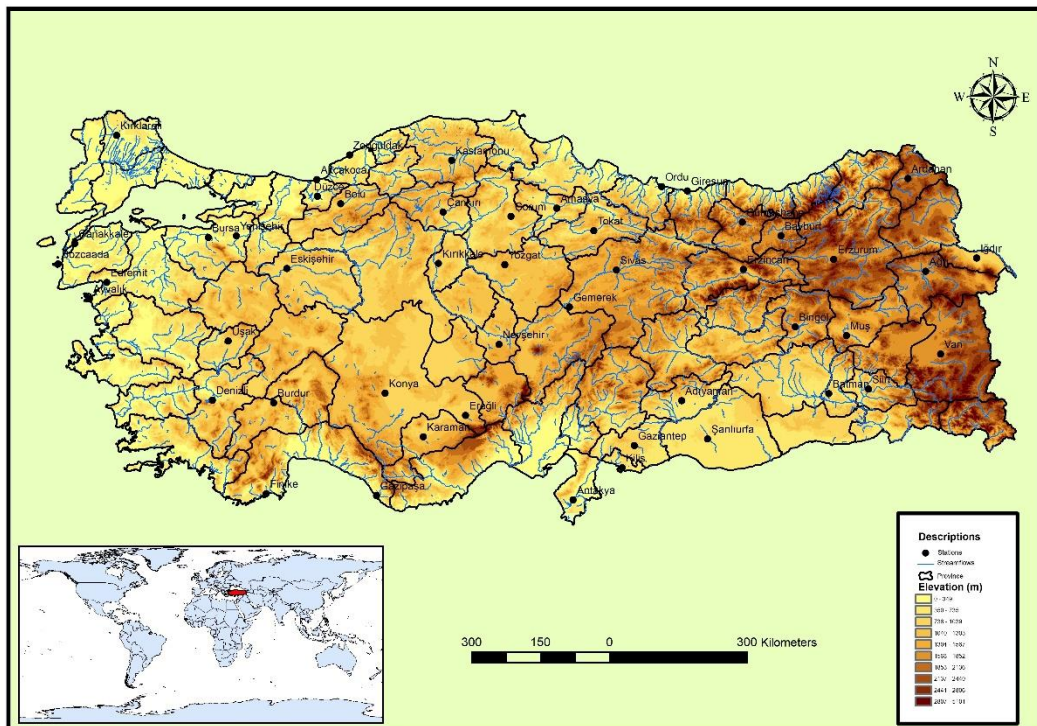 N
W E
S
Kırklareli
Zonguldak
Kastamonu
Akçakoca
Düzce
Bolu
Çankırı
Çorum
Amasya
Tokat
Ordu
Giresun
Bayburt
Ardahan
Erzurum
Iğdır
Ağrı
Çanakkale
Bozcaada
Bursa
Yenişehir
Edremit
Ayvalık
Eskişehir
Kırıkkale
Yozgat
Sivas
Erzincan
Gemerek
Uşak
Nevşehir
Bingöl
Muş
Van
Denizli
Burdur
Konya
Ereğli
Karaman
Adıyaman
Batman
Siirt
Gaziantep
Şanlıurfa
Kilis
Finike
Gazipaşa
Antakya
Descriptions
Stations
Streamflows
Province
Elevation (m)
300 150 0 300 Kilometers